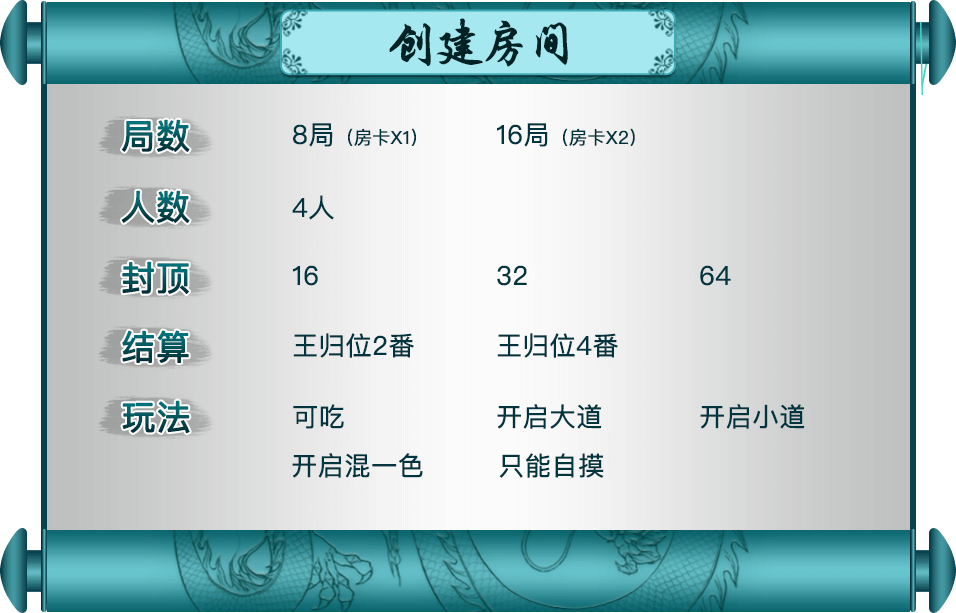 创建房间
局数 8局（房卡X1） 16局（房卡X2）
人数 4人
封顶 16 32 64
结算 王归位2番 王归位4番
玩法 可吃 开启大道 开启小道
开启混一色 只能自摸